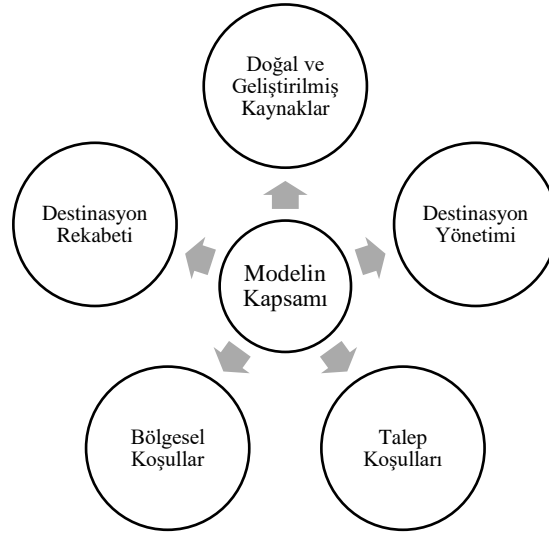 Doğal ve
Geliştirilmiş
Kaynaklar
Destinasyon
Rekabeti
Destinasyon
Yönetimi
Modelin
Kapsamı
Bölgesel
Koşullar
Talep
Koşulları